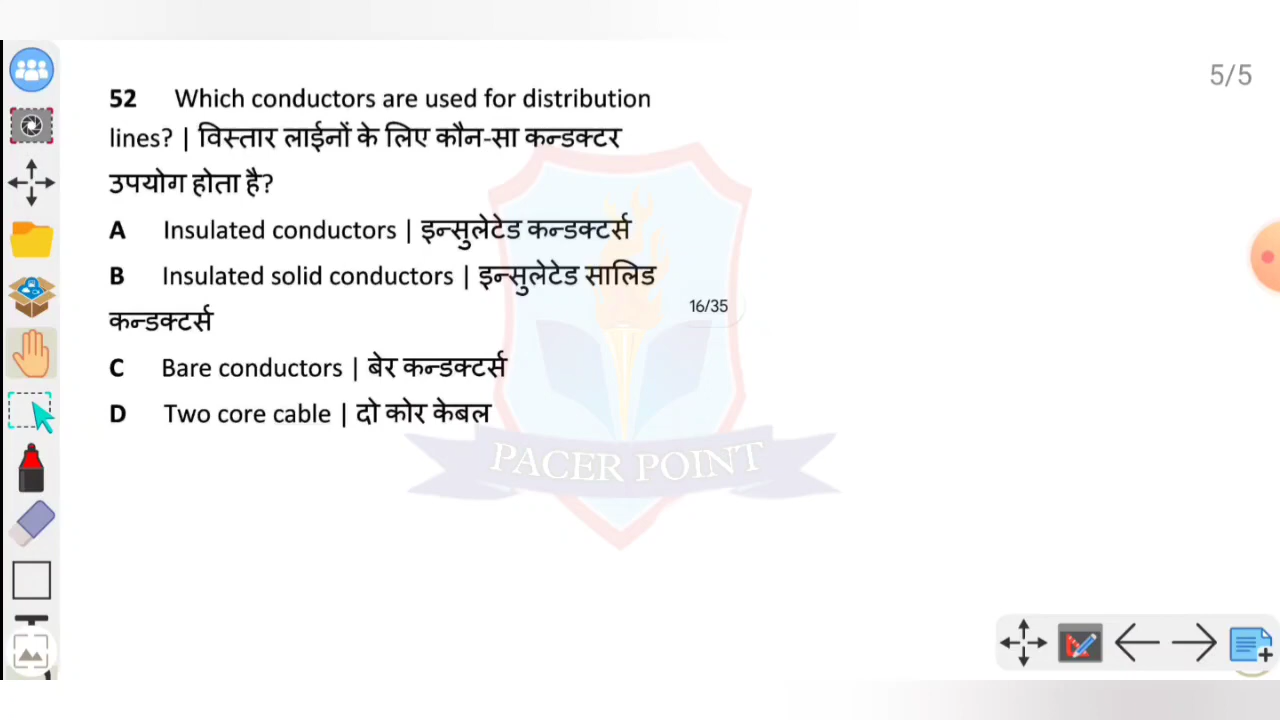 5/5
52 Which conductors are used for distribution
lines? | विस्तार लाईनों के लिए कौन-सा कन्डक्टर
उपयोग होता है?
A Insulated conductors | इन्सुलेटेड कन्डक्टर्स
B Insulated solid conductors | इन्सुलेटेड सालिड
कन्डक्टर्स
16/35
C Bare conductors | बेर कन्डक्टर्स
D Two core cable | दो कोर केबल
PACER POINT